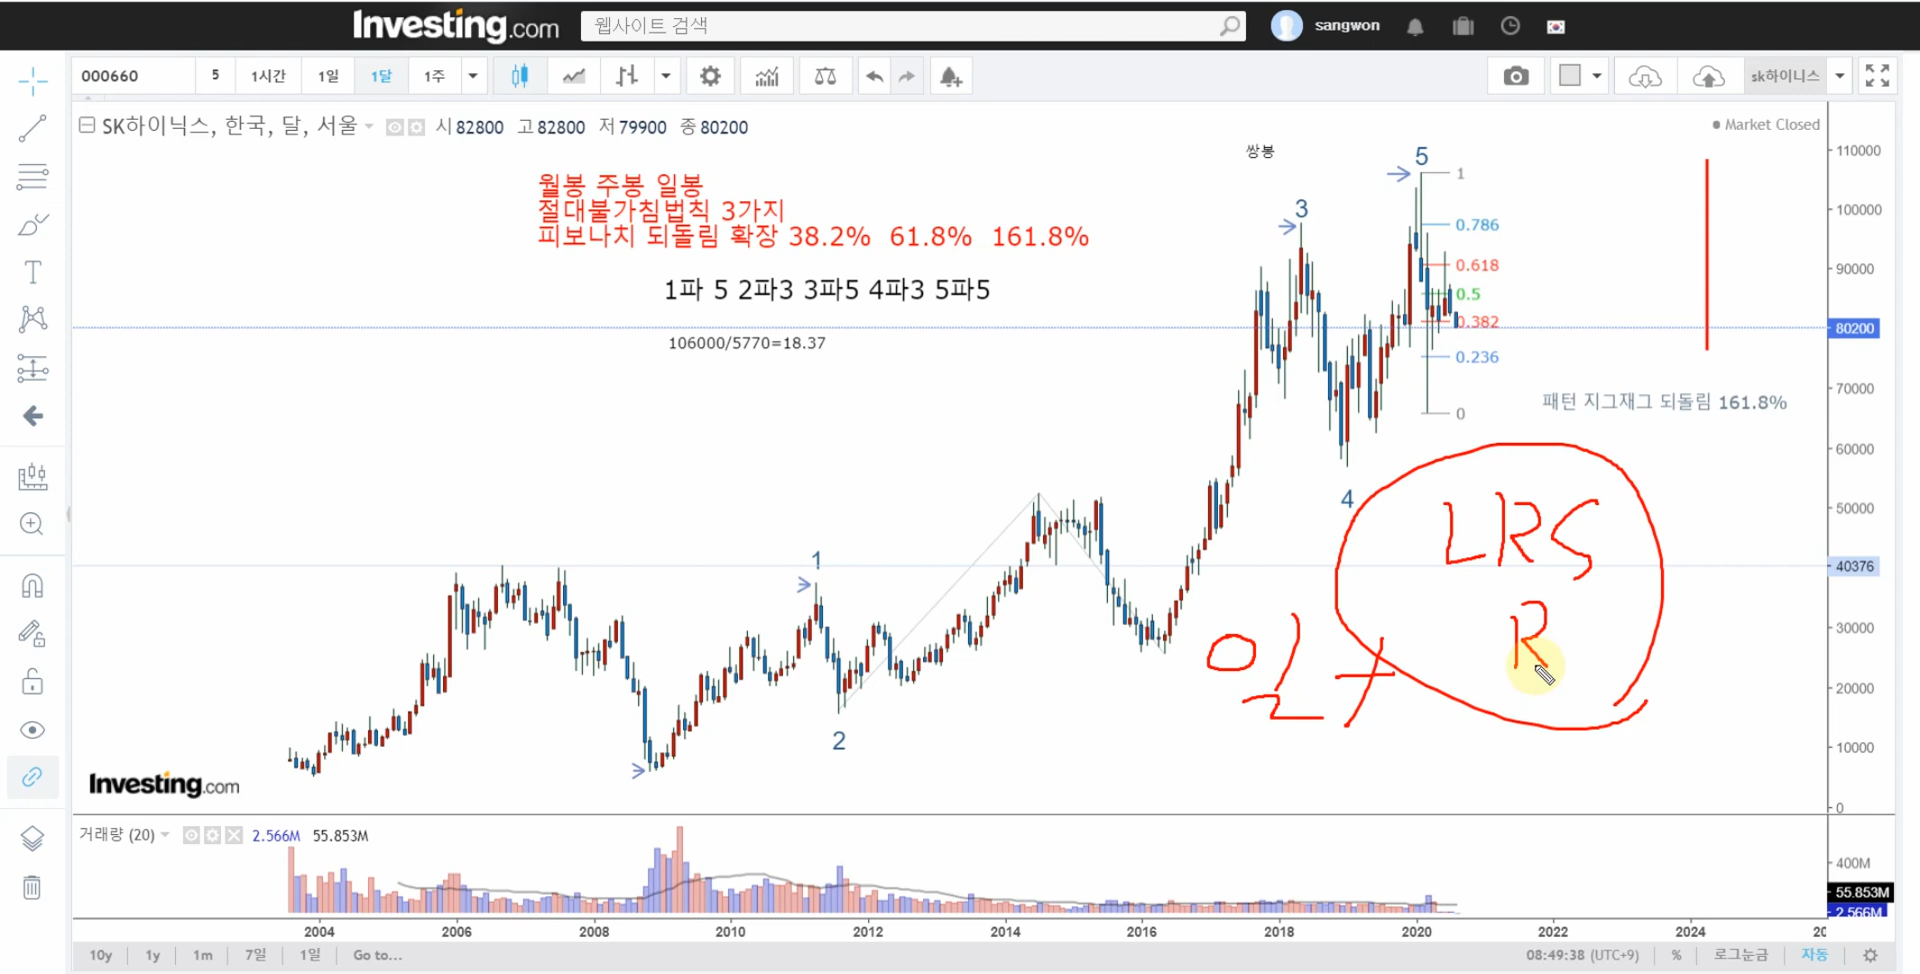 Investing.com
웹사이트 검색
sangwon
000660 5 1시간 1일 1달 1주
sk하이니스
SK하이닉스, 한국, 달, 서울 시 82800 고 82800 저 79900 종 80200
Market Closed
110000
100000
90000
80200
70000
60000
50000
40376
30000
20000
10000
0
쌍봉
월봉 주봉 일봉
절대불가침법칙 3가지
피보나치 되돌림 확장 38.2% 61.8% 161.8%
1파 5 2파3 3파5 4파3 5파5
106000/5770=18.37
1
2
3
4
5
1
0.786
0.618
0.5
0.382
0.236
0
패턴 지그재그 되돌림 161.8%
LRS
R
Investing.com
거래량 (20) 2.566M 55.853M
400M
55.853M
2.566M
2004 2006 2008 2010 2012 2014 2016 2018 2020 2022 2024
10y 1y 1m 7일 1일 Go to...
08:49:38 (UTC+9) % 로그눈금 자동